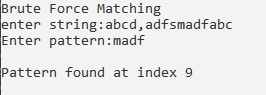 Brute Force Matching
enter string:abcd,adfsmadfabc
Enter pattern:madf
Pattern found at index 9